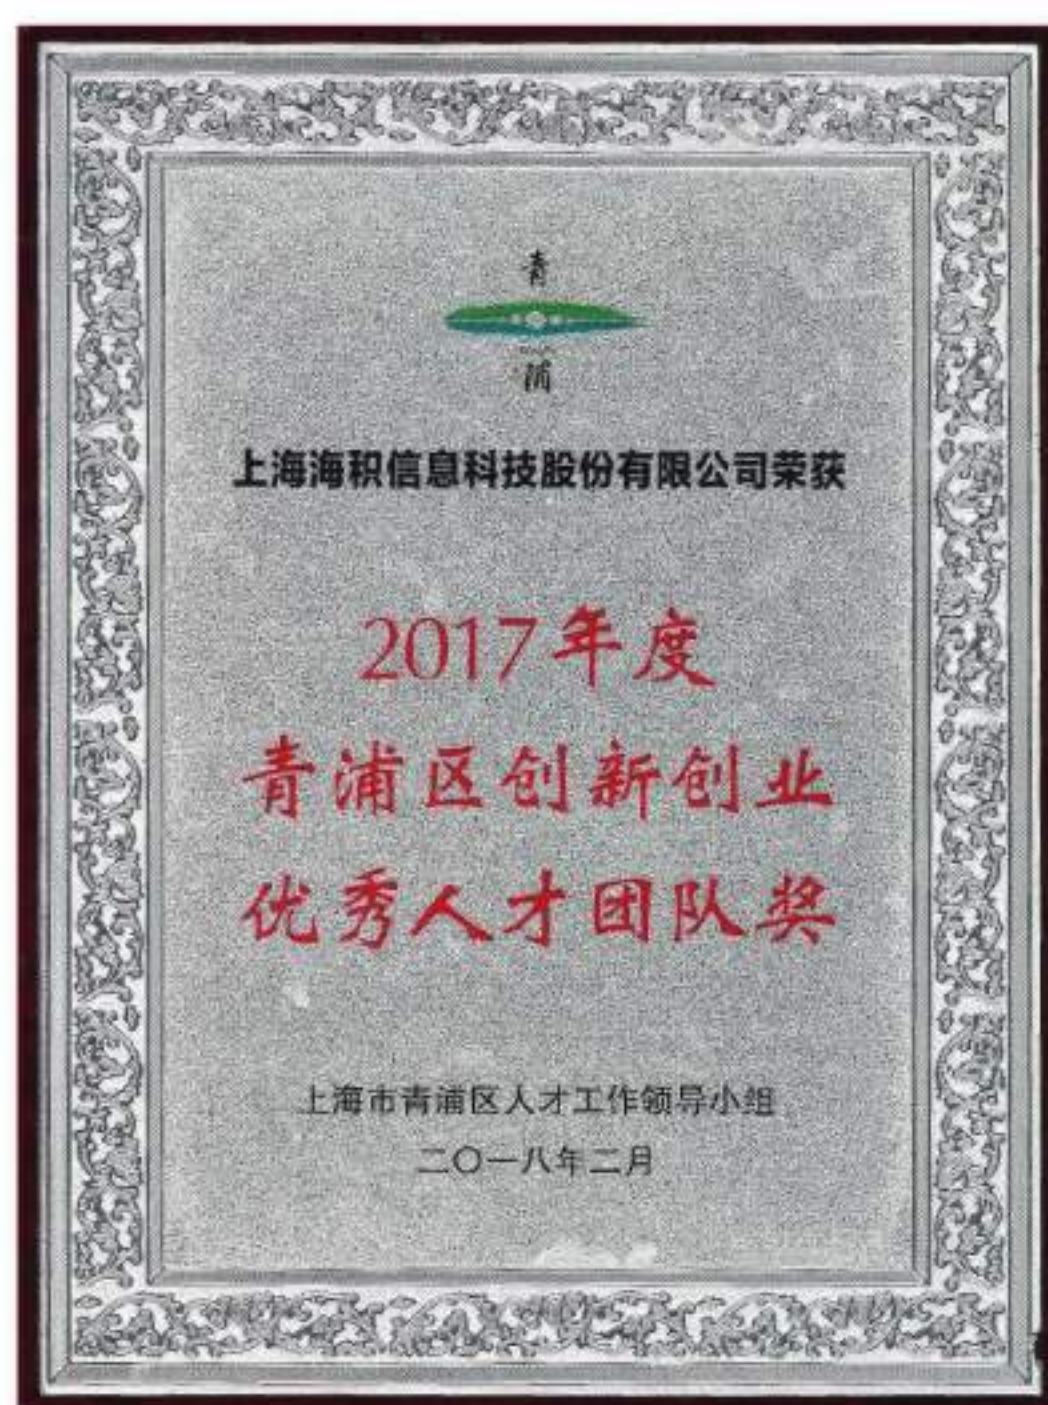 青
浦
上海海积信息科技股份有限公司荣获
2017年度
青浦区创新创业
优秀人才团队奖
上海市青浦区人才工作领导小组
二〇一八年二月